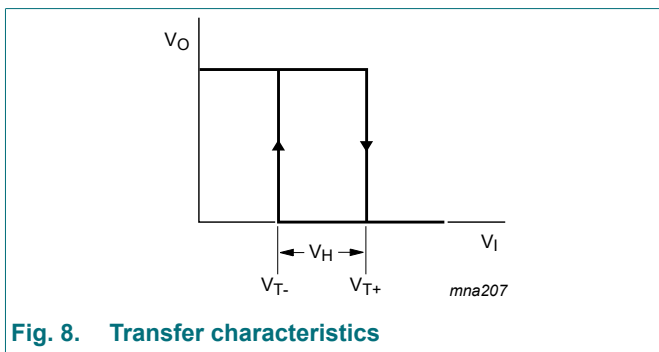 VO
VH
VI
VT-
VT+
mna207
Fig. 8. Transfer characteristics